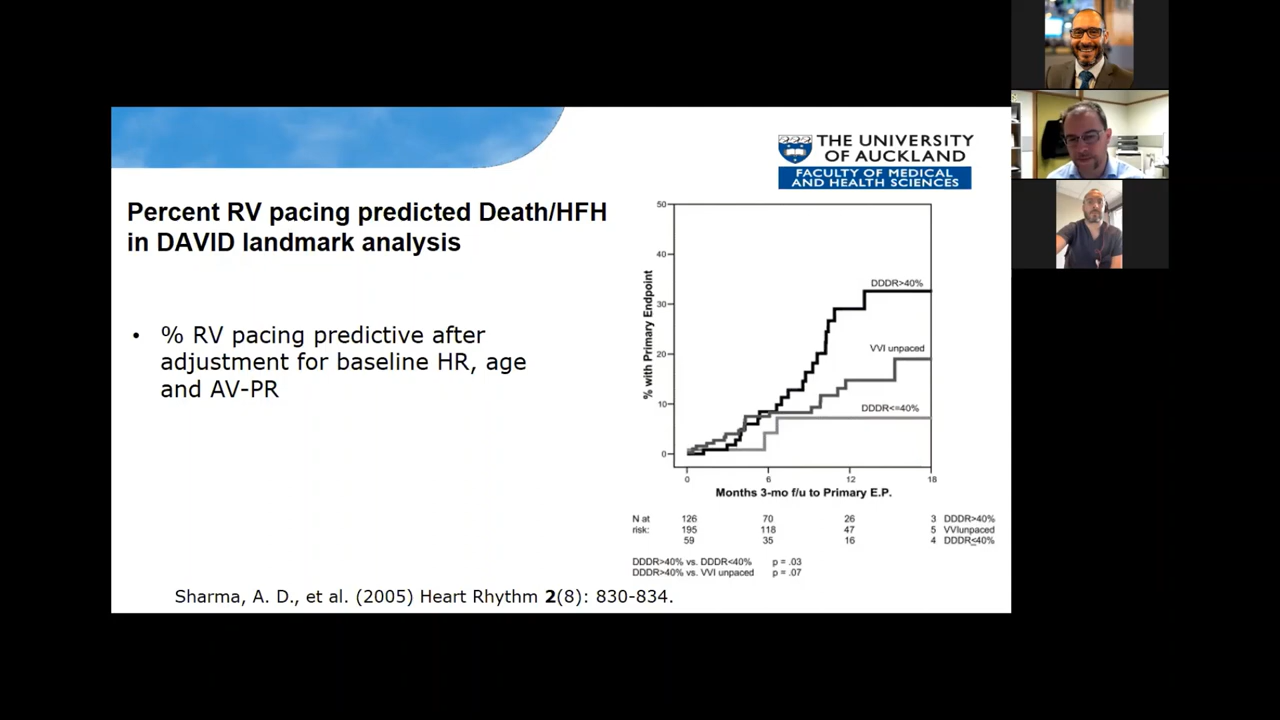 THE UNIVERSITY
OF AUCKLAND
FACULTY OF MEDICAL
AND HEALTH SCIENCES
Percent RV pacing predicted Death/HFH
in DAVID landmark analysis
• % RV pacing predictive after
adjustment for baseline HR, age
and AV-PR
% with Primary Endpoint
50
40
30
20
10
0
DDDR>40%
VVI unpaced
DDDR<=40%
0 6 12 18
Months 3-mo f/u to Primary E.P.
N at 126 70 26 3 DDDR>40%
risk: 195 118 47 5 VVIunpaced
59 35 16 4 DDDR≤40%
DDDR>40% vs. DDDR<40% p = .03
DDDR>40% vs. VVI unpaced p = .07
Sharma, A. D., et al. (2005) Heart Rhythm 2(8): 830-834.